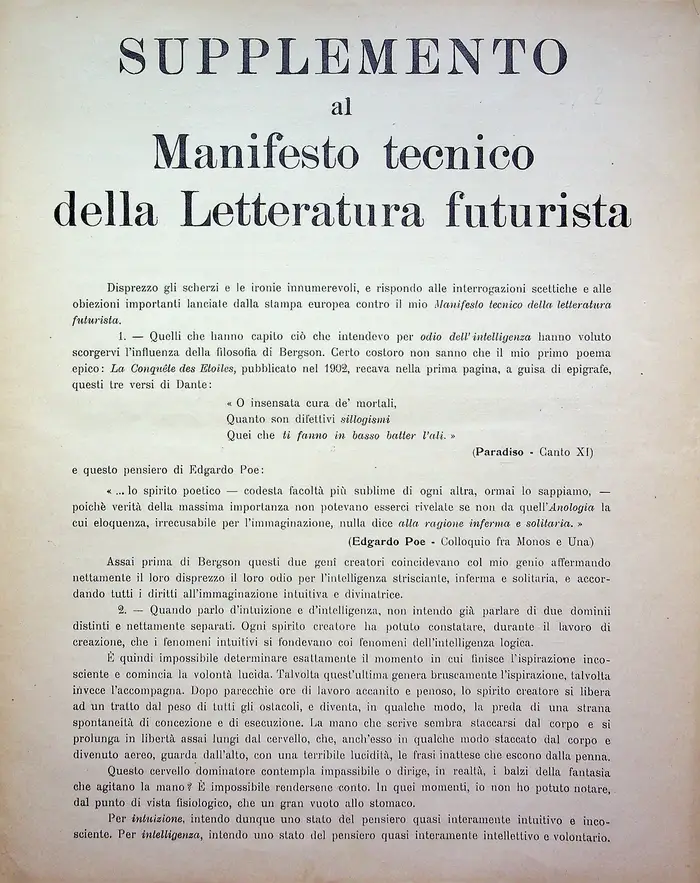 SUPPLEMENTO
al
Manifesto tecnico
della Letteratura futurista
Disprezzo gli scherzi e le ironie innumerevoli, e rispondo alle interrogazioni scettiche e alle
obiezioni importanti lanciate dalla stampa europea contro il mio Manifesto tecnico della letteratura
futurista.
1. — Quelli che hanno capito ciò che intendevo per odio dell'intelligenza hanno voluto
scorgervi l'influenza della filosofia di Bergson. Certo costoro non sanno che il mio primo poema
epico: La Conquête des Etoiles, pubblicato nel 1902, recava nella prima pagina, a guisa di epigrafe,
questi tre versi di Dante:
« O insensata cura de' mortali,
Quanto son difettivi sillogismi
Quei che ti fanno in basso batter l'ali. »
(Paradiso - Canto XI)
e questo pensiero di Edgardo Poe:
« ... lo spirito poetico — codesta facoltà più sublime di ogni altra, ormai lo sappiamo, —
poichè verità della massima importanza non potevano esserci rivelate se non da quell'Anologia la
cui eloquenza, irrecusabile per l'immaginazione, nulla dice alla ragione inferma e solitaria. »
(Edgardo Poe - Colloquio fra Monos e Una)
Assai prima di Bergson questi due genî creatori coincidevano col mio genio affermando
nettamente il loro disprezzo il loro odio per l'intelligenza strisciante, inferma e solitaria, e accor-
dando tutti i diritti all'immaginazione intuitiva e divinatrice.
2. — Quando parlo d'intuizione e d'intelligenza, non intendo già parlare di due dominii
distinti e nettamente separati. Ogni spirito creatore ha potuto constatare, durante il lavoro di
creazione, che i fenomeni intuitivi si fondevano coi fenomeni dell'intelligenza logica.
È quindi impossibile determinare esattamente il momento in cui finisce l'ispirazione inco-
sciente e comincia la volontà lucida. Talvolta quest'ultima genera bruscamente l'ispirazione, talvolta
invece l'accompagna. Dopo parecchie ore di lavoro accanito e penoso, lo spirito creatore si libera
ad un tratto dal peso di tutti gli ostacoli, e diventa, in qualche modo, la preda di una strana
spontaneità di concezione e di esecuzione. La mano che scrive sembra staccarsi dal corpo e si
prolunga in libertà assai lungi dal cervello, che, anch'esso in qualche modo staccato dal corpo e
divenuto aereo, guarda dall'alto, con una terribile lucidità, le frasi inattese che escono dalla penna.
Questo cervello dominatore contempla impassibile o dirige, in realtà, i balzi della fantasia
che agitano la mano? È impossibile rendersene conto. In quei momenti, io non ho potuto notare,
dal punto di vista fisiologico, che un gran vuoto allo stomaco.
Per intuizione, intendo dunque uno stato del pensiero quasi interamente intuitivo e inco-
sciente. Per intelligenza, intendo uno stato del pensiero quasi interamente intellettivo e volontario.